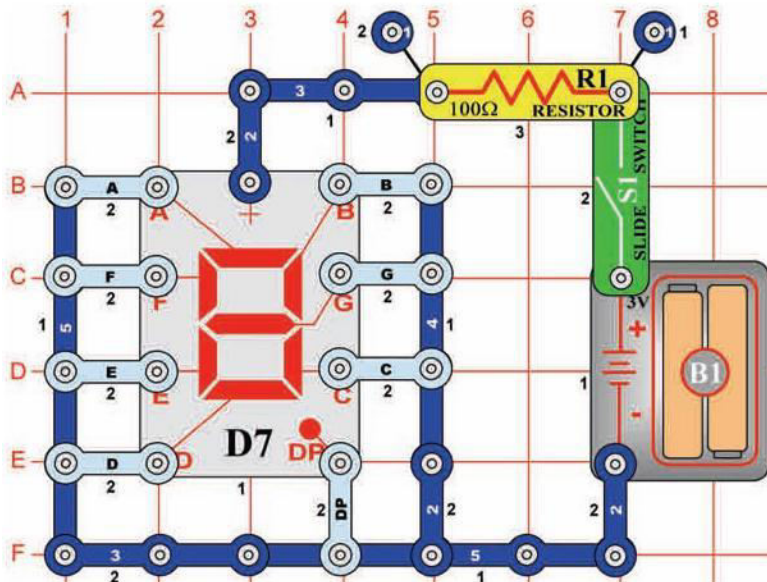 1 2 3 4 5 6 7 8
2 1 1 1
A 3 R1
100Ω RESISTOR
1 3
2 2 SWITCH
B A B 2 S1
2 A + B 2 SLIDE
C F G
2 F G 2 3V
1 5 4 1 +
D E C 1 B1
2 E C 2 -
E D D D7 DP
2 1 2 DP 2 2 2 2
F 3 5
2 1